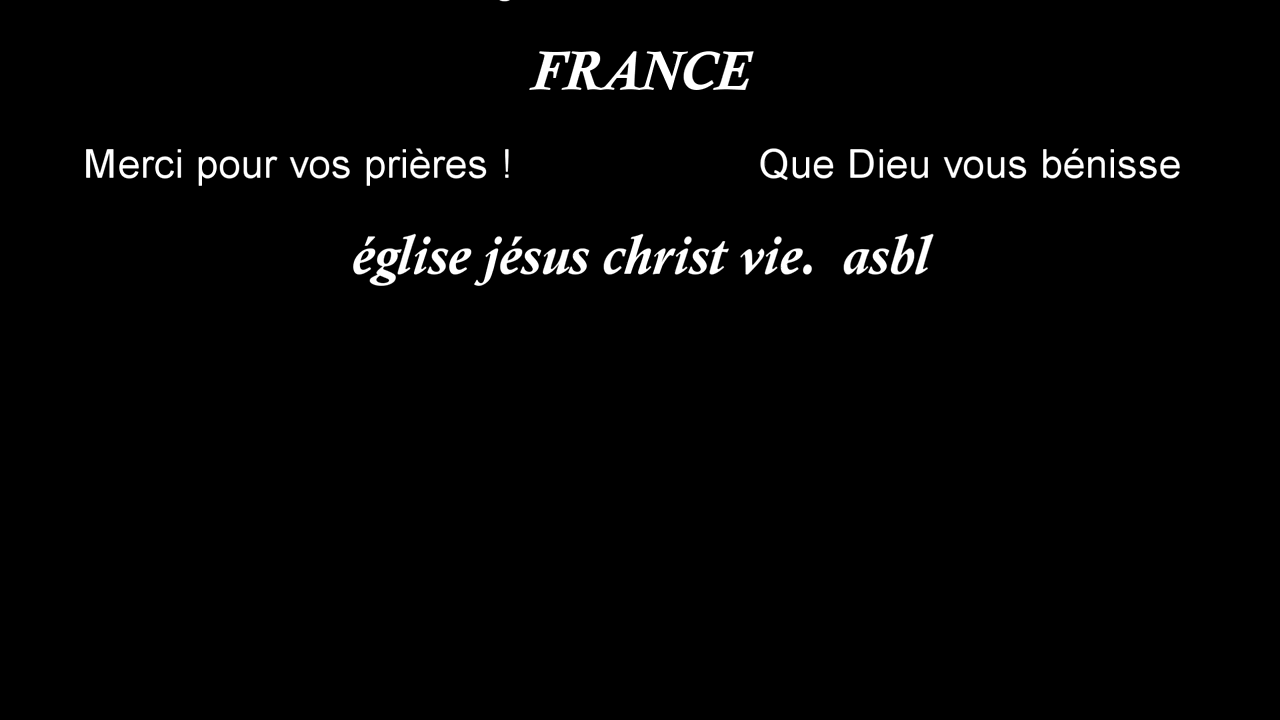 FRANCE
Merci pour vos prières ! Que Dieu vous bénisse
église jésus christ vie. asbl